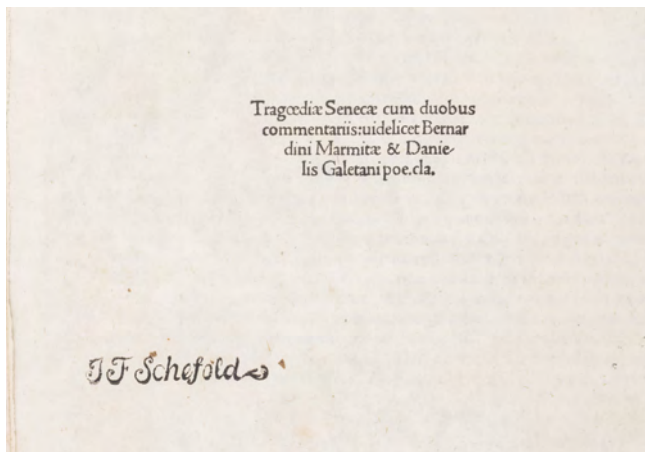 Tragœdiæ Senecæ cum duobus
commentariis:uidelicet Bernar
dini Marmitæ & Danie-
lis Galetani poe.cla.
J F Schefold